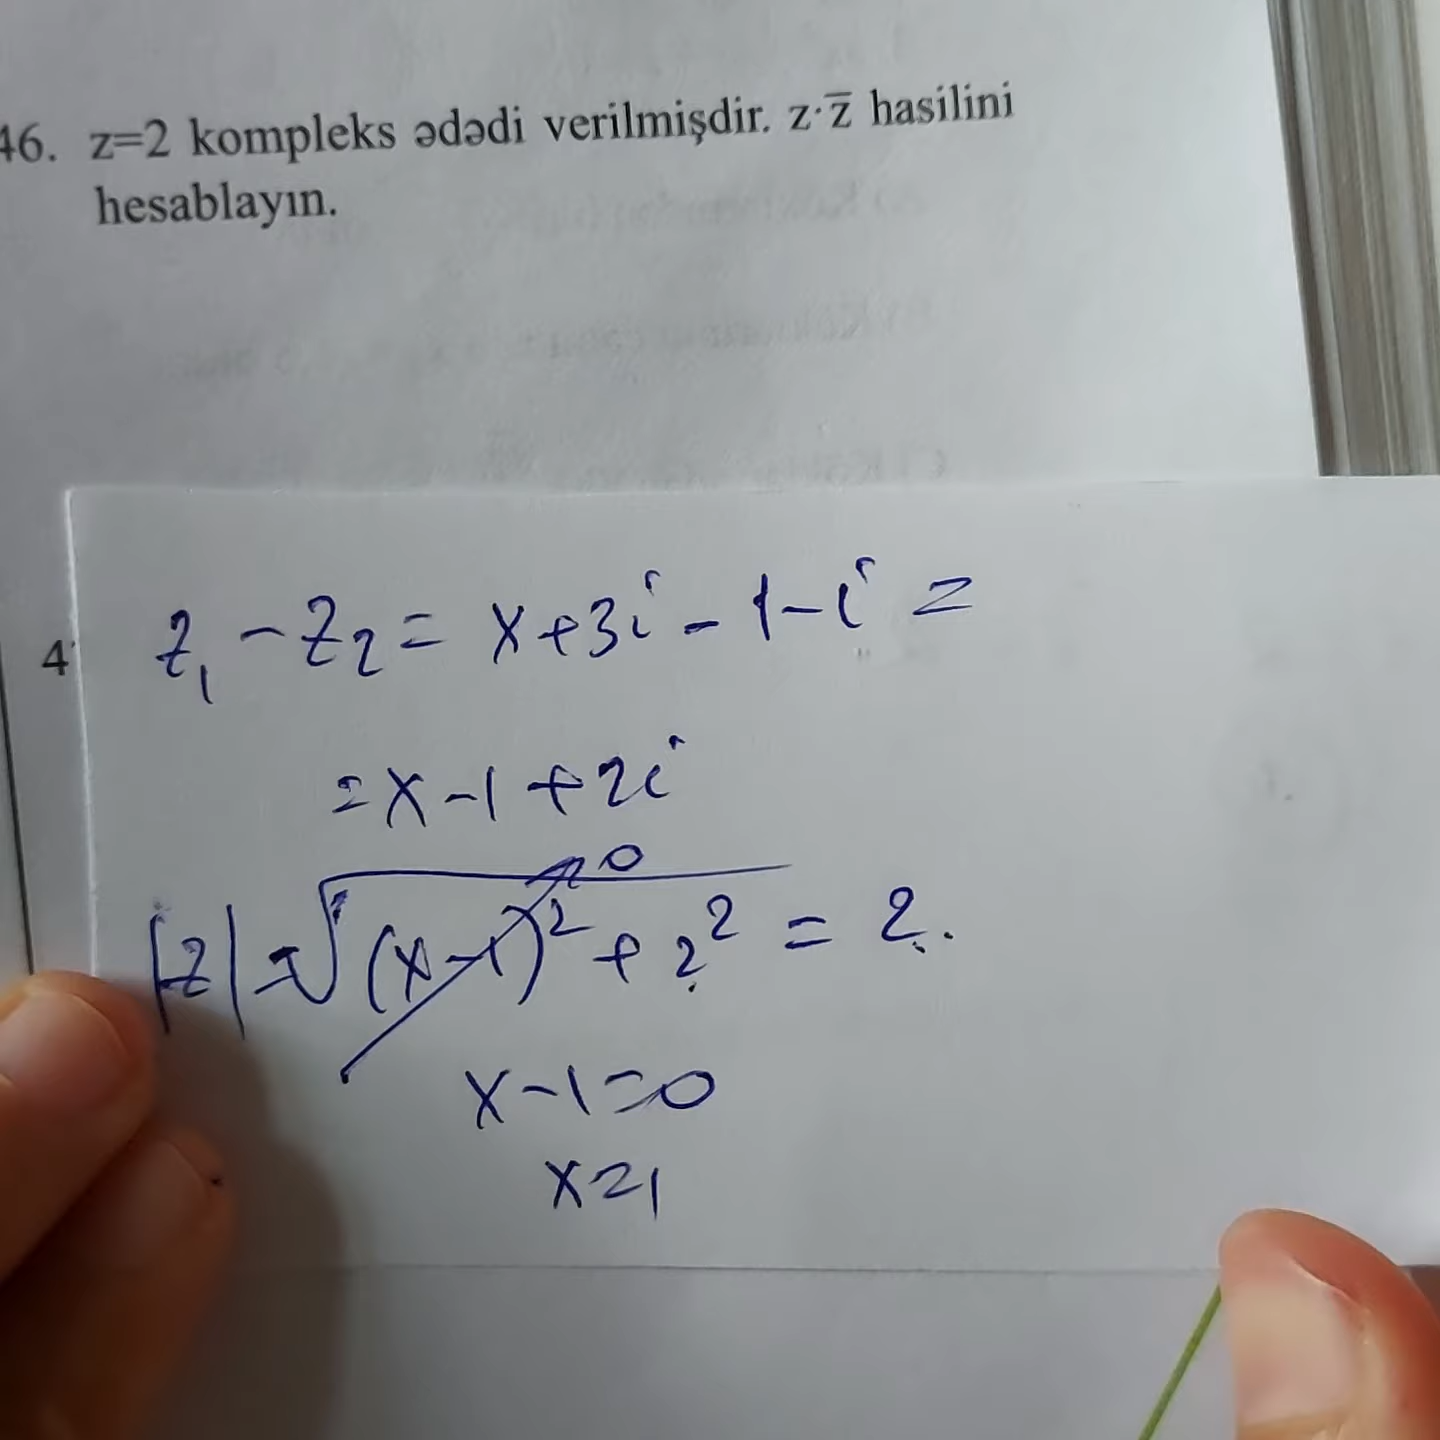 46. z=2 kompleks ədədi verilmişdir. z·z̅ hasilini
hesablayın.
4
z₁ - z₂ = x+3i - 1-i =
= x-1+2i
0
|z| = √(x-1)² + 2² = 2.
x-1=0
x=1